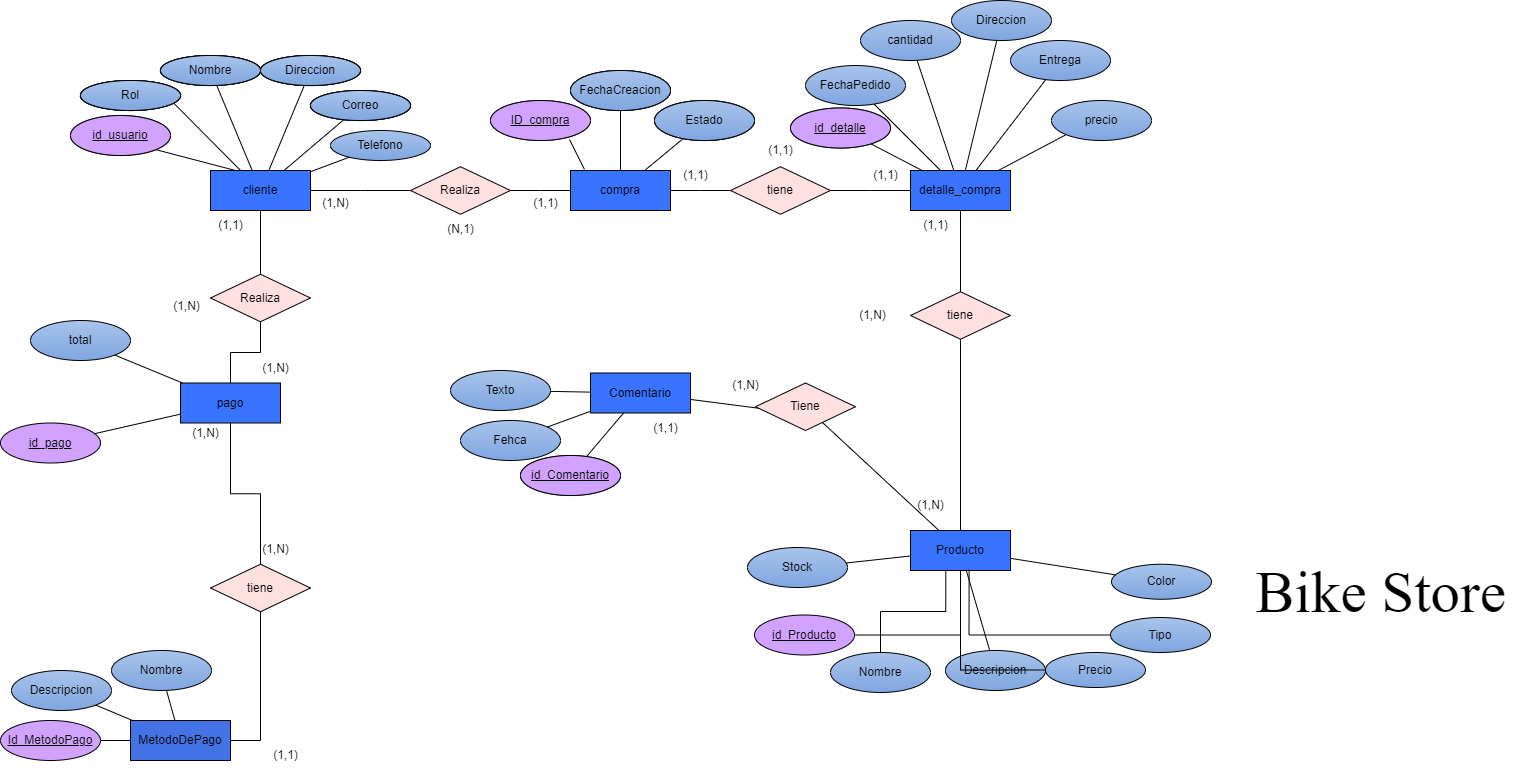 Direccion
cantidad
Entrega
Nombre
Direccion
FechaCreacion
FechaPedido
Rol
Correo
ID_compra
Estado
id_detalle
precio
id_usuario
Telefono
(1,1)
cliente
Realiza
compra
(1,1)
tiene
(1,1)
detalle_compra
(1,N)
(1,1)
(1,1)
(N,1)
(1,1)
Realiza
(1,N)
(1,N)
tiene
total
(1,N)
pago
Texto
Comentario
(1,N)
Tiene
(1,N)
id_pago
Fehca
(1,1)
id_Comentario
(1,N)
(1,N)
Producto
Stock
Color
tiene
Bike Store
id_Producto
Tipo
Nombre
Descripcion
Precio
Nombre
Descripcion
Id_MetodoPago
MetodoDePago
(1,1)